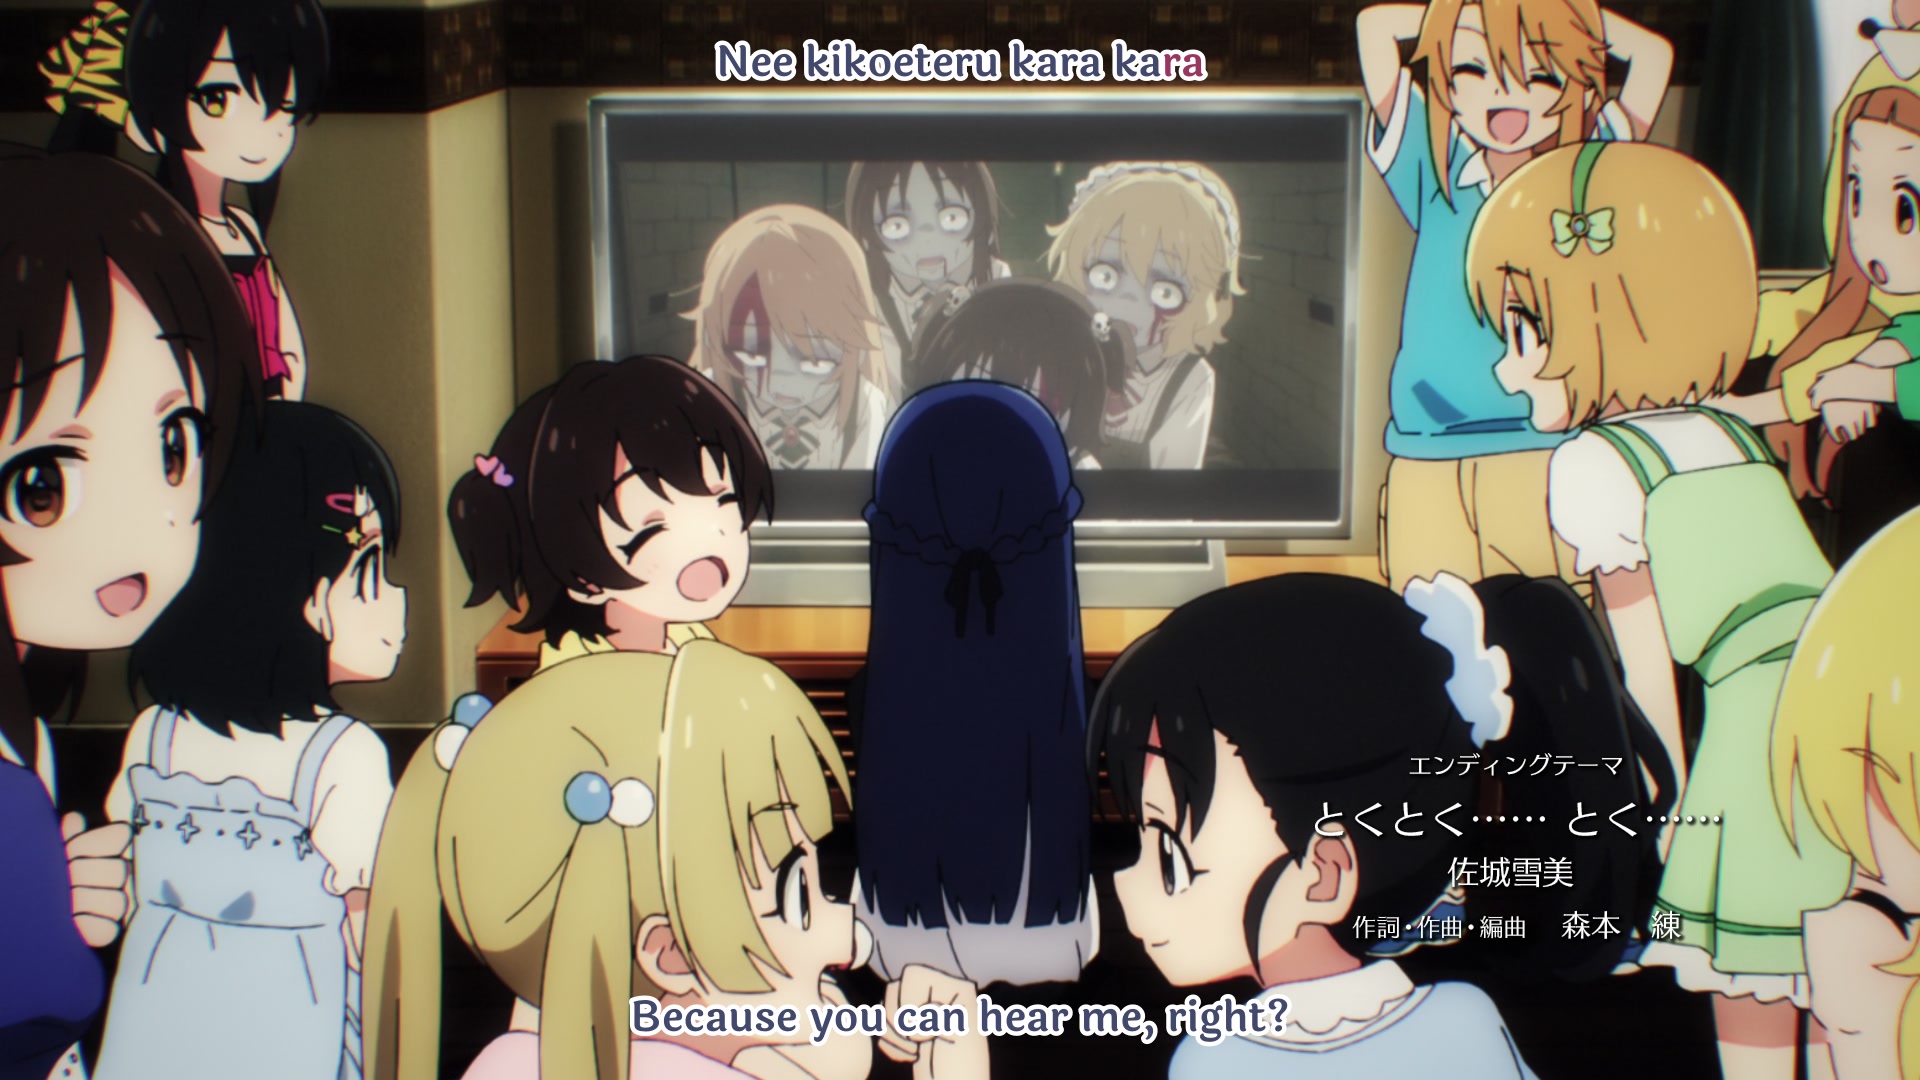 Nee kikoeteru kara kara
エンディングテーマ
とくとく…… とく……
佐城雪美
作詞・作曲・編曲　森本　練
Because you can hear me, right?